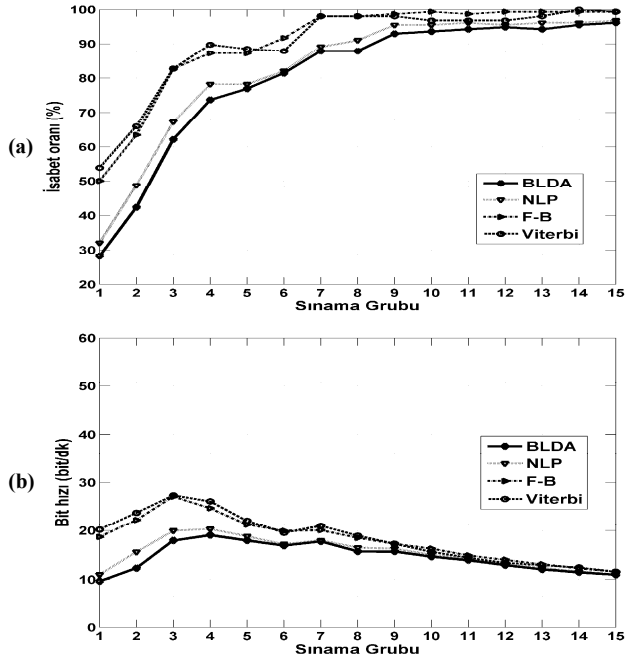 (a)
İsabet oranı (%)
100
90
80
70
60
50
40
30
20
1 2 3 4 5 6 7 8 9 10 11 12 13 14 15
Sınama Grubu
BLDA
NLP
F-B
Viterbi
(b)
Bit hızı (bit/dk)
60
50
40
30
20
10
0
1 2 3 4 5 6 7 8 9 10 11 12 13 14 15
Sınama Grubu
BLDA
NLP
F-B
Viterbi